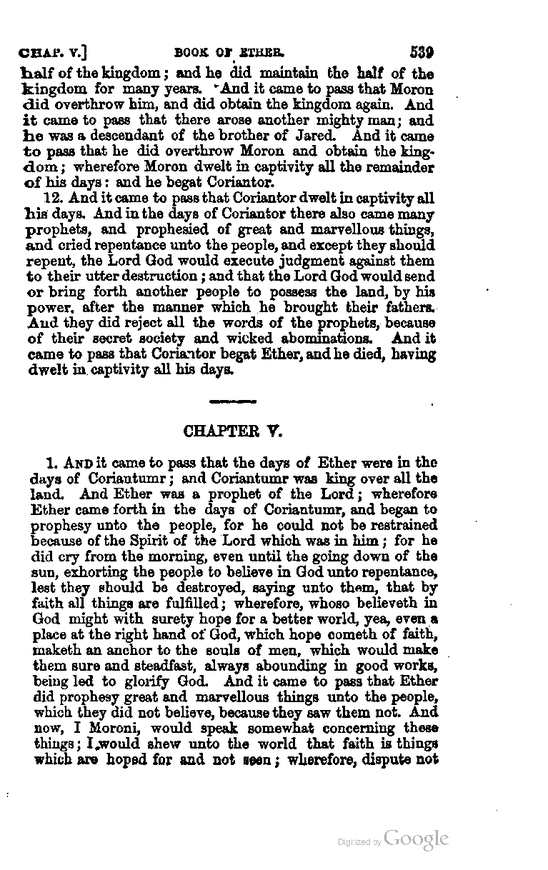 CHAP. V.] BOOK OF ETHER. 539
half of the kingdom; and he did maintain the half of the
kingdom for many years. And it came to pass that Moron
did overthrow him, and did obtain the kingdom again. And
it came to pass that there arose another mighty man; and
he was a descendant of the brother of Jared. And it came
to pass that he did overthrow Moron and obtain the king-
dom; wherefore Moron dwelt in captivity all the remainder
of his days: and he begat Coriantor.
12. And it came to pass that Coriantor dwelt in captivity all
his days. And in the days of Coriantor there also came many
prophets, and prophesied of great and marvellous things,
and cried repentance unto the people, and except they should
repent, the Lord God would execute judgment against them
to their utter destruction; and that the Lord God would send
or bring forth another people to possess the land, by his
power, after the manner which he brought their fathers.
And they did reject all the words of the prophets, because
of their secret society and wicked abominations. And it
came to pass that Coriantor begat Ether, and he died, having
dwelt in captivity all his days.
CHAPTER V.
1. AND it came to pass that the days of Ether were in the
days of Coriantumr; and Coriantumr was king over all the
land. And Ether was a prophet of the Lord; wherefore
Ether came forth in the days of Coriantumr, and began to
prophesy unto the people, for he could not be restrained
because of the Spirit of the Lord which was in him; for he
did cry from the morning, even until the going down of the
sun, exhorting the people to believe in God unto repentance,
lest they should be destroyed, saying unto them, that by
faith all things are fulfilled; wherefore, whoso believeth in
God might with surety hope for a better world, yea, even a
place at the right hand of God, which hope cometh of faith,
maketh an anchor to the souls of men, which would make
them sure and steadfast, always abounding in good works,
being led to glorify God. And it came to pass that Ether
did prophesy great and marvellous things unto the people,
which they did not believe, because they saw them not. And
now, I Moroni, would speak somewhat concerning these
things; I would shew unto the world that faith is things
which are hoped for and not seen; wherefore, dispute not
Digitized by Google